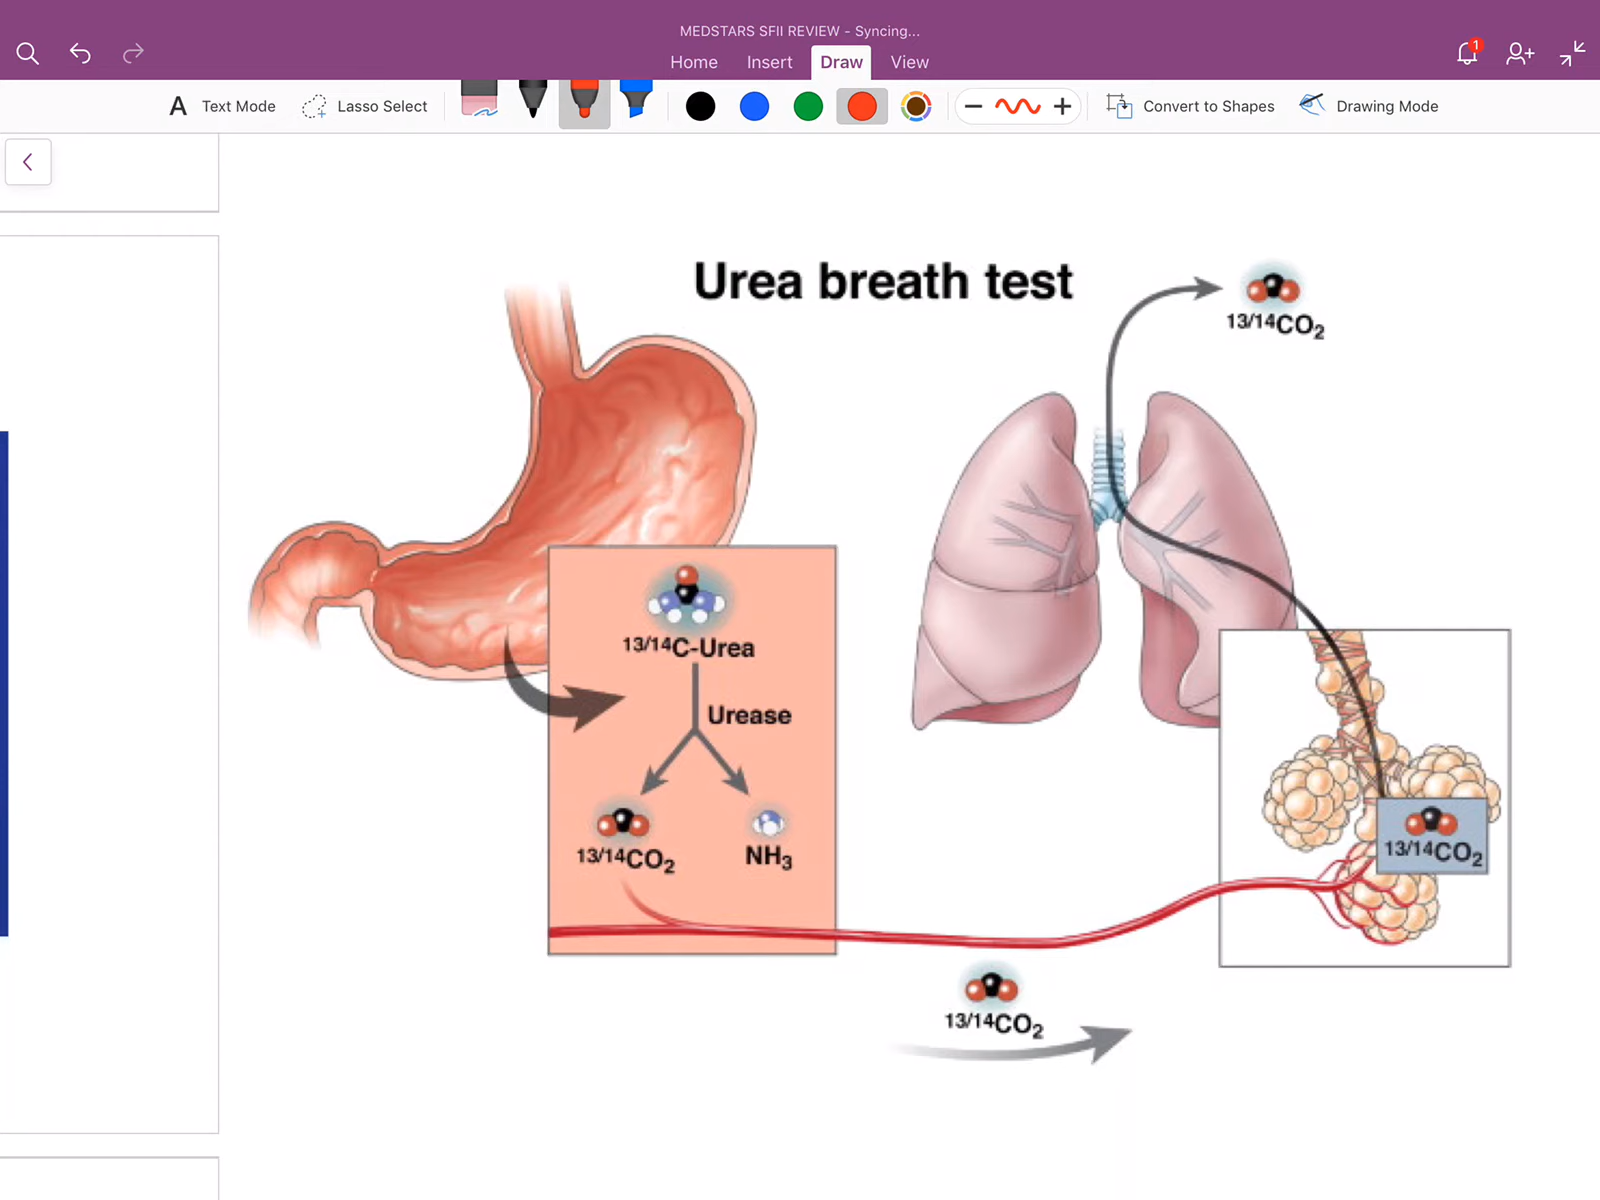 MEDSTARS SFII REVIEW - Syncing...
Home Insert Draw View
1
A Text Mode Lasso Select Convert to Shapes Drawing Mode
Urea breath test
13/14CO2
13/14C-Urea
Urease
13/14CO2
NH3
13/14CO2
13/14CO2